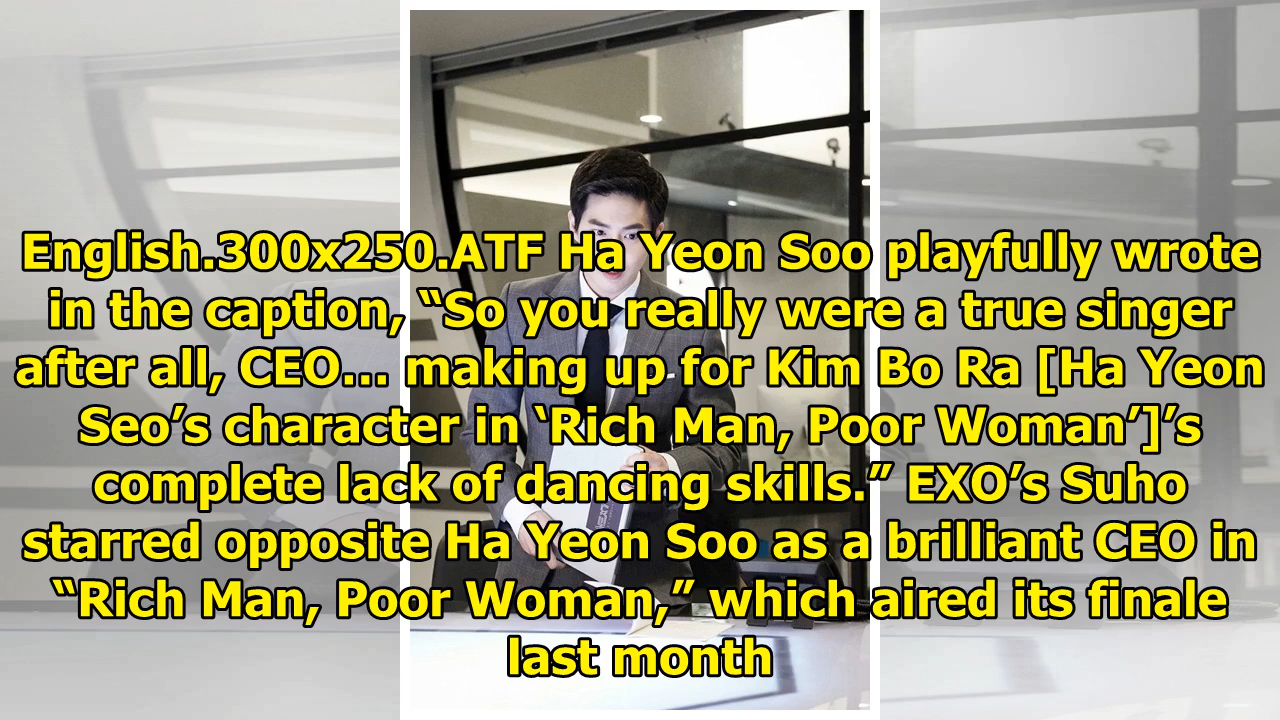 English.300x250.ATF Ha Yeon Soo playfully wrote
in the caption, “So you really were a true singer
after all, CEO... making up for Kim Bo Ra [Ha Yeon
Seo’s character in ‘Rich Man, Poor Woman’]’s
complete lack of dancing skills.” EXO’s Suho
starred opposite Ha Yeon Soo as a brilliant CEO in
“Rich Man, Poor Woman,” which aired its finale
last month